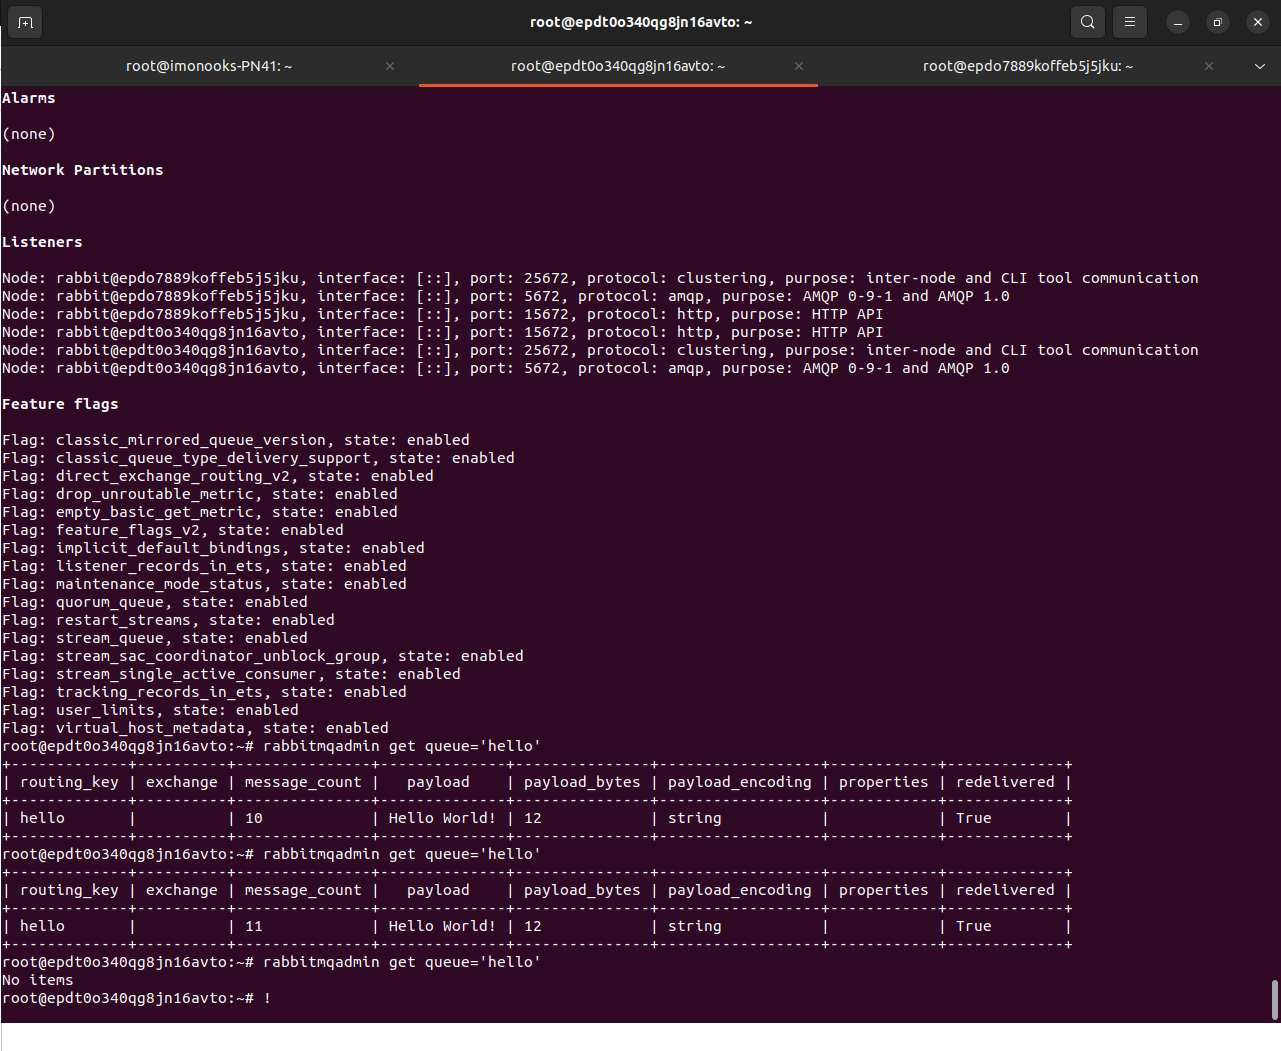 root@epdt0o340qg8jn16avto: ~
root@imonooks-PN41: ~ × root@epdt0o340qg8jn16avto: ~ × root@epdo7889koffeb5j5jku: ~ ×
Alarms
(none)
Network Partitions
(none)
Listeners
Node: rabbit@epdo7889koffeb5j5jku, interface: [::], port: 25672, protocol: clustering, purpose: inter-node and CLI tool communication
Node: rabbit@epdo7889koffeb5j5jku, interface: [::], port: 5672, protocol: amqp, purpose: AMQP 0-9-1 and AMQP 1.0
Node: rabbit@epdo7889koffeb5j5jku, interface: [::], port: 15672, protocol: http, purpose: HTTP API
Node: rabbit@epdt0o340qg8jn16avto, interface: [::], port: 15672, protocol: http, purpose: HTTP API
Node: rabbit@epdt0o340qg8jn16avto, interface: [::], port: 25672, protocol: clustering, purpose: inter-node and CLI tool communication
Node: rabbit@epdt0o340qg8jn16avto, interface: [::], port: 5672, protocol: amqp, purpose: AMQP 0-9-1 and AMQP 1.0
Feature flags
Flag: classic_mirrored_queue_version, state: enabled
Flag: classic_queue_type_delivery_support, state: enabled
Flag: direct_exchange_routing_v2, state: enabled
Flag: drop_unroutable_metric, state: enabled
Flag: empty_basic_get_metric, state: enabled
Flag: feature_flags_v2, state: enabled
Flag: implicit_default_bindings, state: enabled
Flag: listener_records_in_ets, state: enabled
Flag: maintenance_mode_status, state: enabled
Flag: quorum_queue, state: enabled
Flag: restart_streams, state: enabled
Flag: stream_queue, state: enabled
Flag: stream_sac_coordinator_unblock_group, state: enabled
Flag: stream_single_active_consumer, state: enabled
Flag: tracking_records_in_ets, state: enabled
Flag: user_limits, state: enabled
Flag: virtual_host_metadata, state: enabled
root@epdt0o340qg8jn16avto:~# rabbitmqadmin get queue='hello'
+-------------+----------+---------------+--------------+---------------+------------------+------------+-------------+
| routing_key | exchange | message_count |   payload    | payload_bytes | payload_encoding | properties | redelivered |
+-------------+----------+---------------+--------------+---------------+------------------+------------+-------------+
| hello       |          | 10            | Hello World! | 12            | string           |            | True        |
+-------------+----------+---------------+--------------+---------------+------------------+------------+-------------+
root@epdt0o340qg8jn16avto:~# rabbitmqadmin get queue='hello'
+-------------+----------+---------------+--------------+---------------+------------------+------------+-------------+
| routing_key | exchange | message_count |   payload    | payload_bytes | payload_encoding | properties | redelivered |
+-------------+----------+---------------+--------------+---------------+------------------+------------+-------------+
| hello       |          | 11            | Hello World! | 12            | string           |            | True        |
+-------------+----------+---------------+--------------+---------------+------------------+------------+-------------+
root@epdt0o340qg8jn16avto:~# rabbitmqadmin get queue='hello'
No items
root@epdt0o340qg8jn16avto:~# !